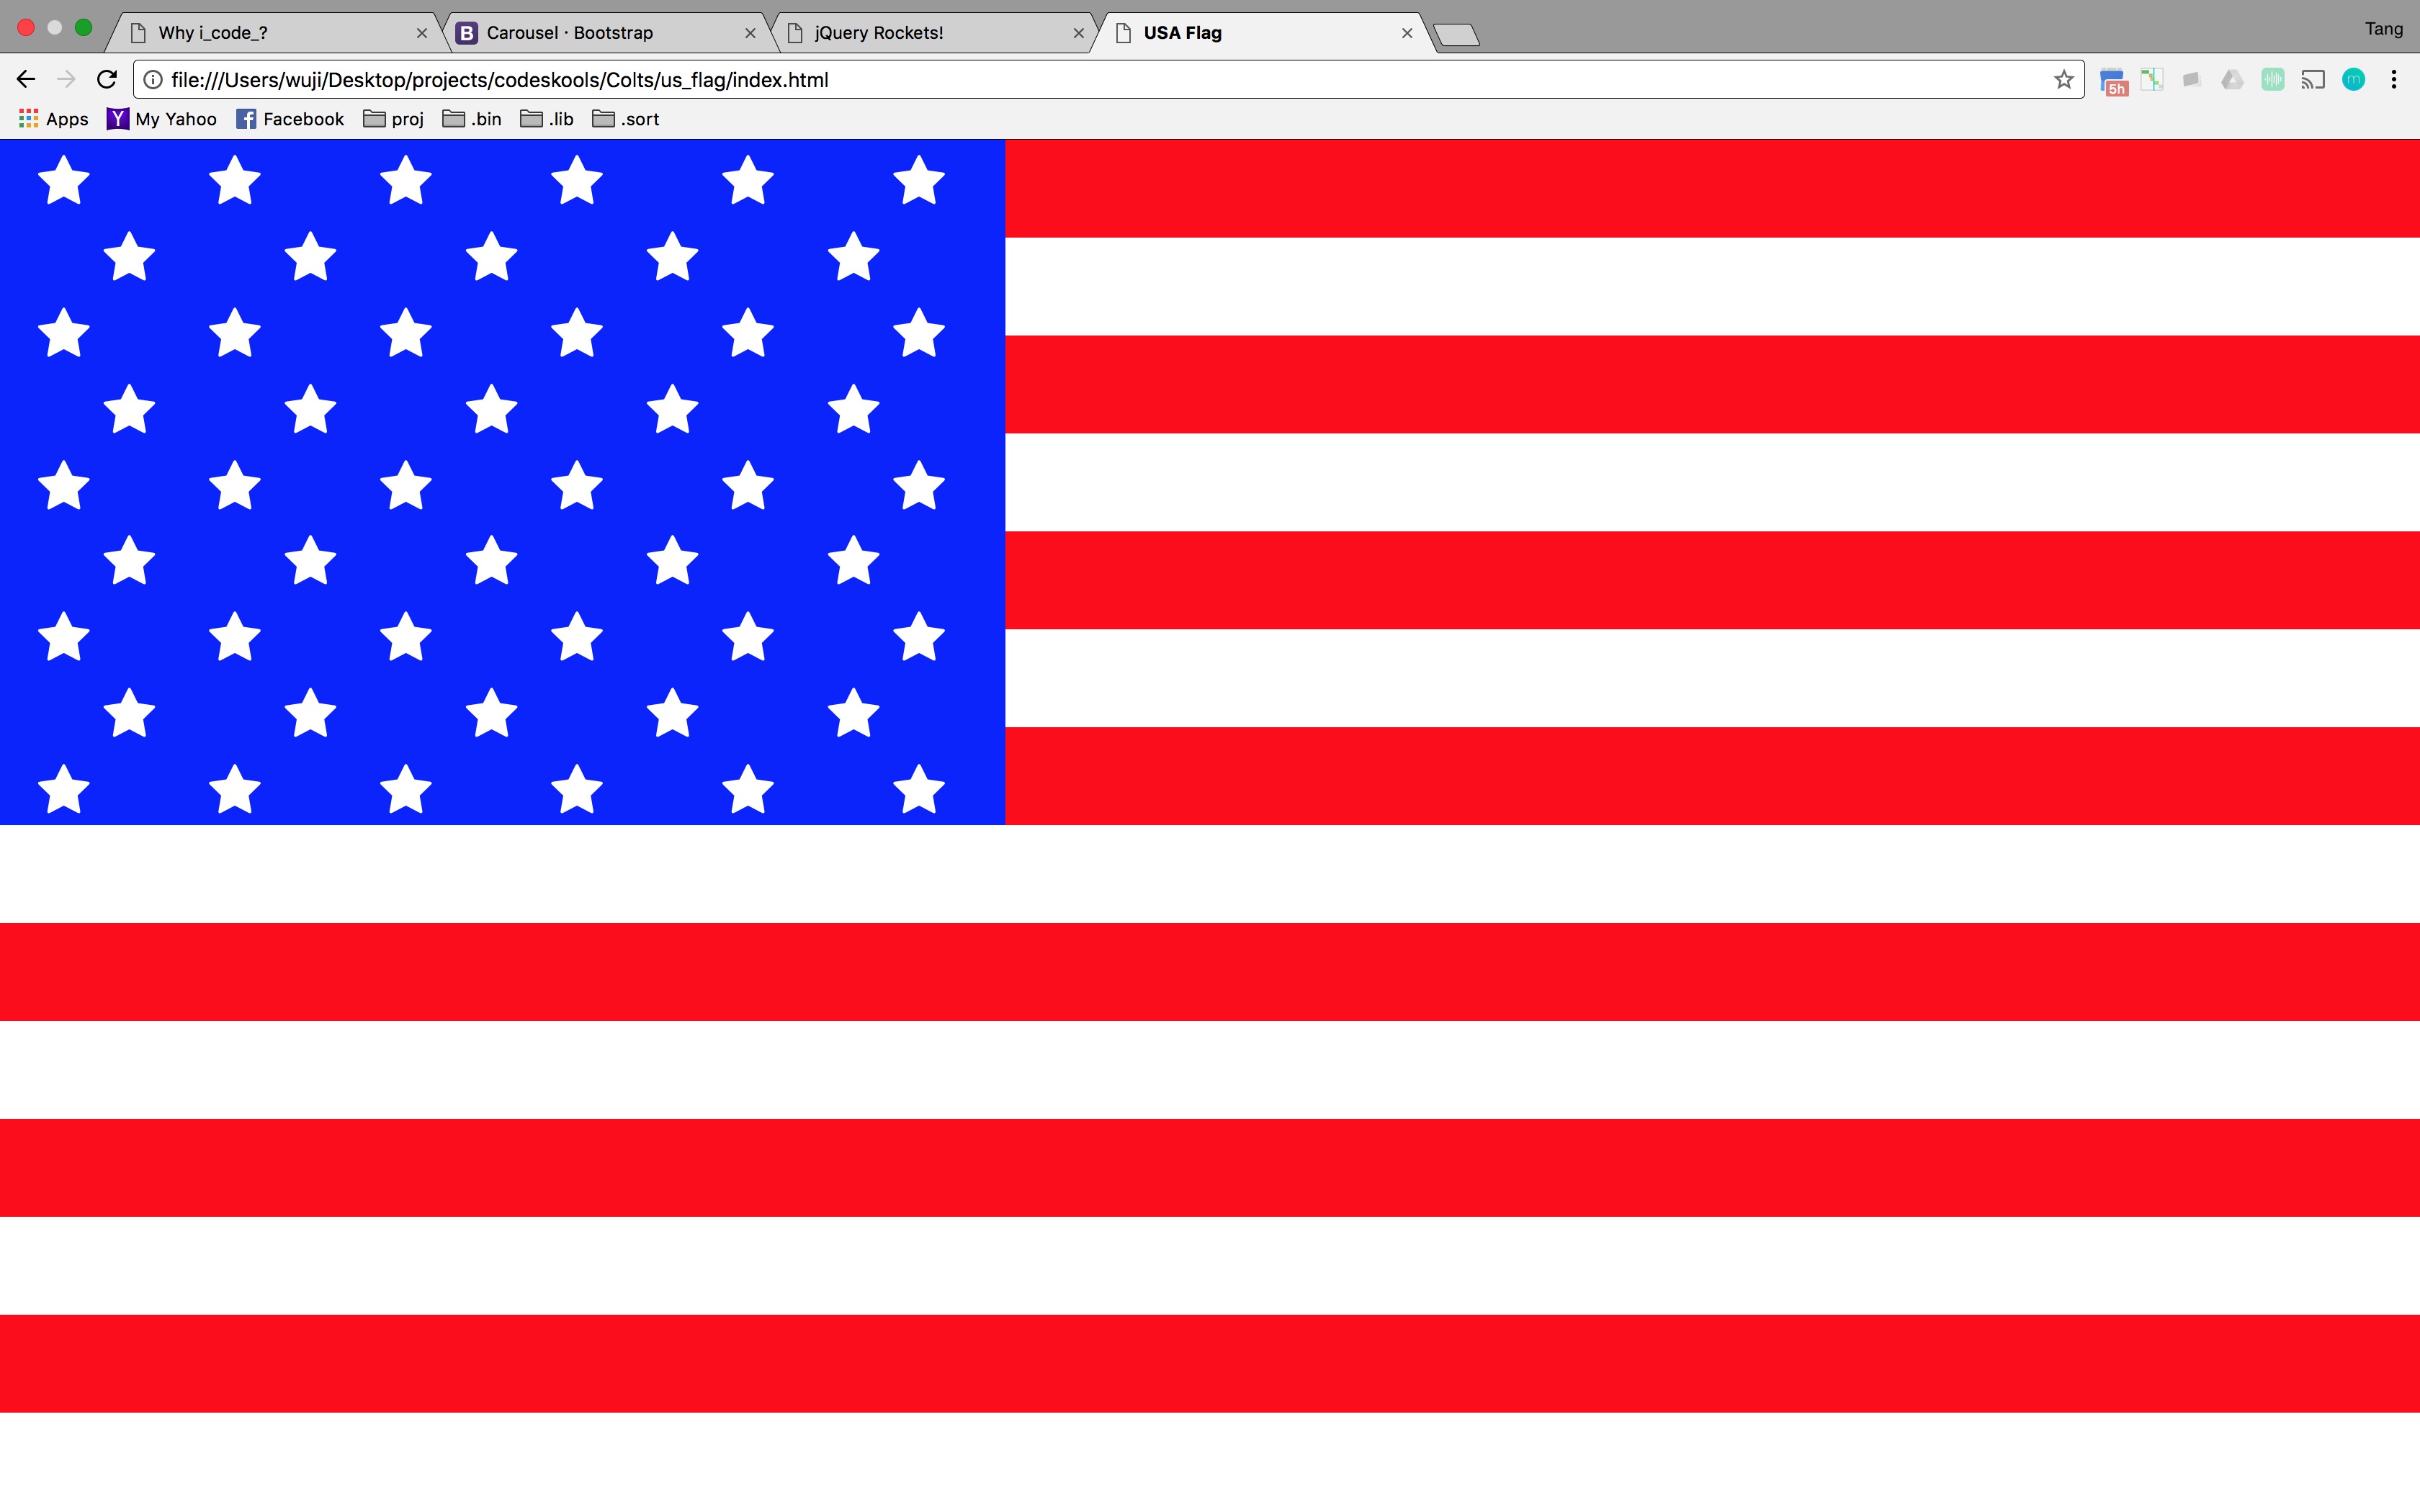 Why i_code_?
Carousel · Bootstrap
jQuery Rockets!
USA Flag
Tang
file:///Users/wuji/Desktop/projects/codeskools/Colts/us_flag/index.html
5h
m
Apps
My Yahoo
Facebook
proj
.bin
.lib
.sort